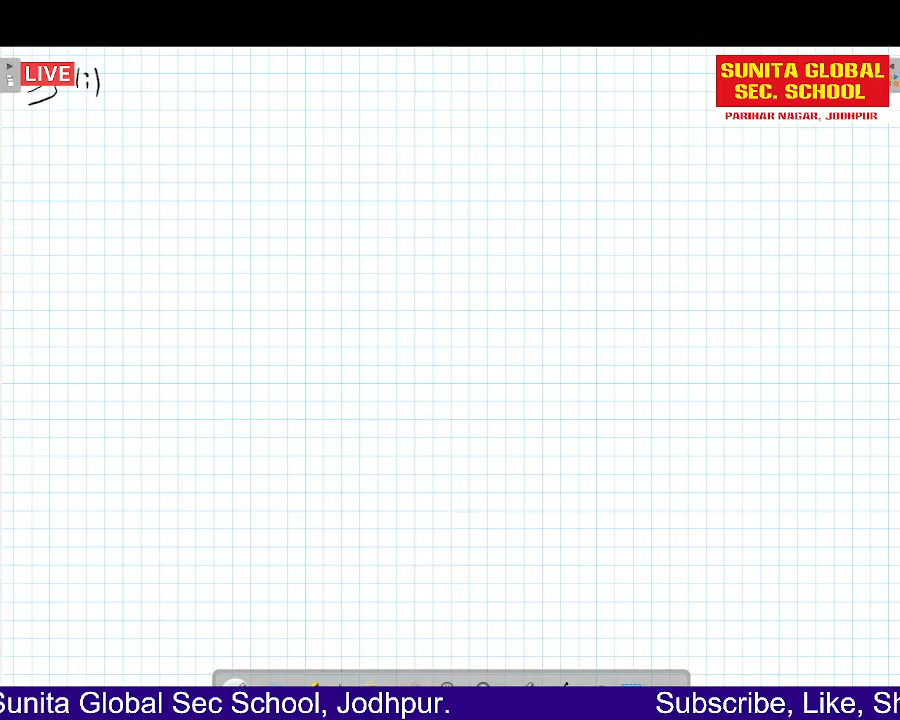 LIVE (i)
SUNITA GLOBAL
SEC. SCHOOL
PARIHAR NAGAR, JODHPUR
Sunita Global Sec School, Jodhpur. Subscribe, Like, Sh